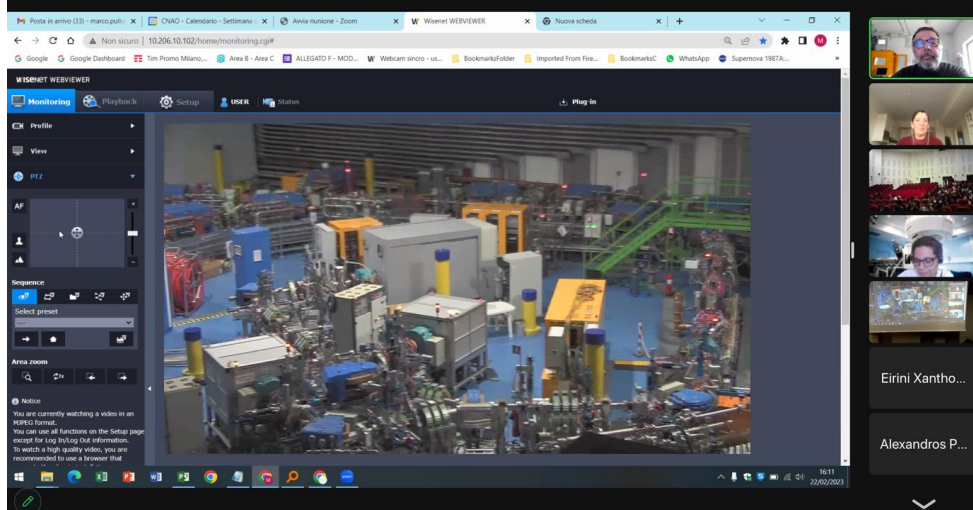 Posta in arrivo (33) - marco.pulli
CNAO - Calendario - Settimana
Avvia riunione - Zoom
Wisenet WEBVIEWER
Nuova scheda
Non sicuro
10.206.10.102/home/monitoring.cgi#
Google
Google Dashboard
Tim Promo Milano,...
Area B - Area C
ALLEGATO F - MOD...
Webcam sincro - us...
BookmarksFolder
Imported From Fire...
BookmarksC
WhatsApp
Supernova 1987A:...
WISENET WEBVIEWER
Monitoring
Playback
Setup
USER
Status
Plug-in
Profile
View
PTZ
AF
Sequence
Select preset
---
Area zoom
1x
Notice
You are currently watching a video in an
MJPEG format.
You can use all functions on the Setup page
except for Log In/Log Out information.
To watch a high quality video, you are
recommended to use a browser that
16:11
22/02/2023
Eirini Xantho...
Alexandros P...